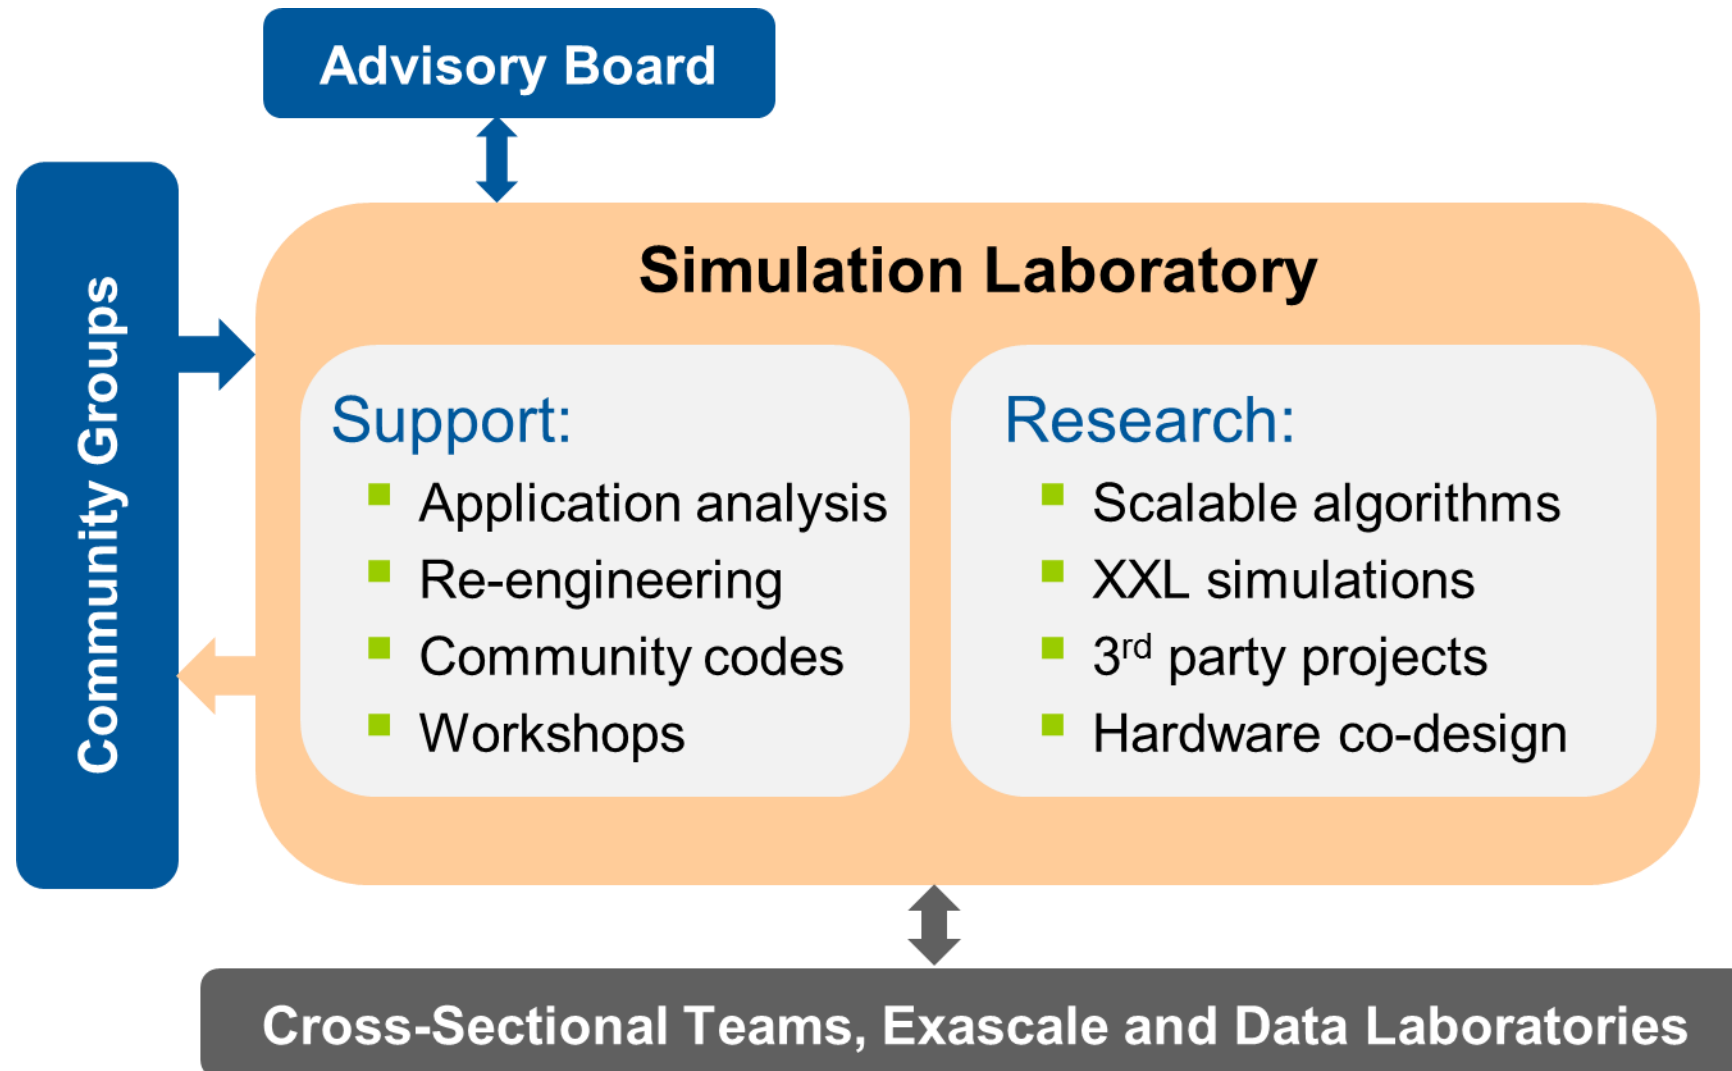 Advisory Board
Community Groups
Simulation Laboratory
Support:
Application analysis
Re-engineering
Community codes
Workshops
Research:
Scalable algorithms
XXL simulations
3rd party projects
Hardware co-design
Cross-Sectional Teams, Exascale and Data Laboratories